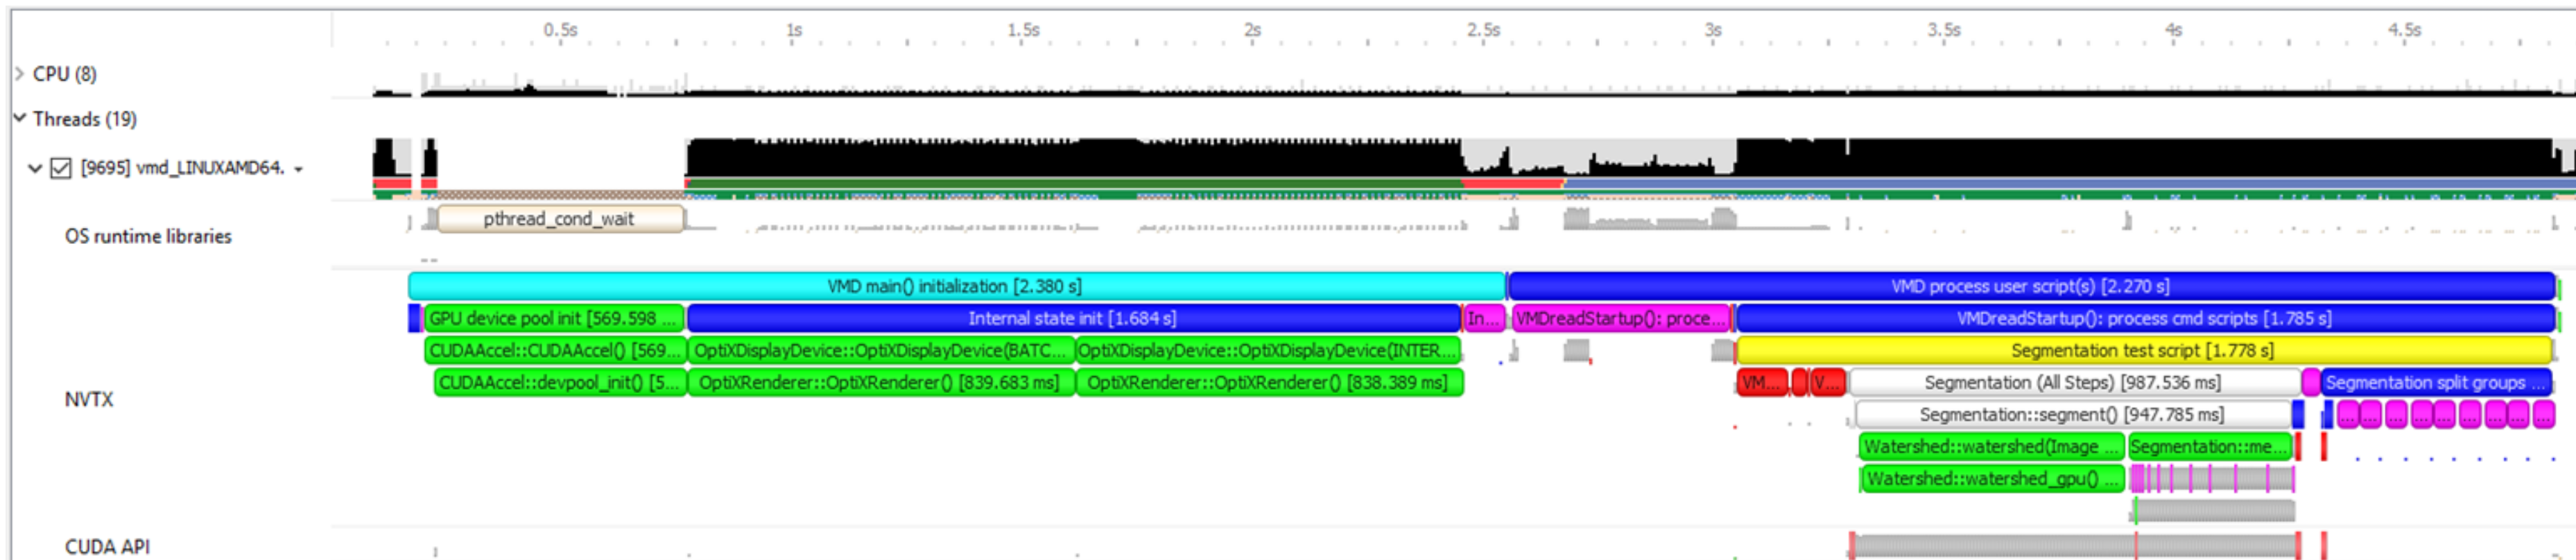 0.5s 1s 1.5s 2s 2.5s 3s 3.5s 4s 4.5s
CPU (8)
Threads (19)
[9695] vmd_LINUXAMD64.
pthread_cond_wait
OS runtime libraries
VMD main() initialization [2.380 s] VMD process user script(s) [2.270 s]
GPU device pool init [569.598 ... Internal state init [1.684 s] In... VMDreadStartup(): proce... VMDreadStartup(): process cmd scripts [1.785 s]
CUDAAccel::CUDAAccel() [569... OptiXDisplayDevice::OptiXDisplayDevice(BATC... OptiXDisplayDevice::OptiXDisplayDevice(INTER... Segmentation test script [1.778 s]
CUDAAccel::devpool_init() [5... OptiXRenderer::OptiXRenderer() [839.683 ms] OptiXRenderer::OptiXRenderer() [838.389 ms] VM... V... Segmentation (All Steps) [987.536 ms] Segmentation split groups ...
NVTX
Segmentation::segment() [947.785 ms] ... ... ... ... ... ... ... ... ...
Watershed::watershed(Image ... Segmentation::me...
Watershed::watershed_gpu() ...
CUDA API